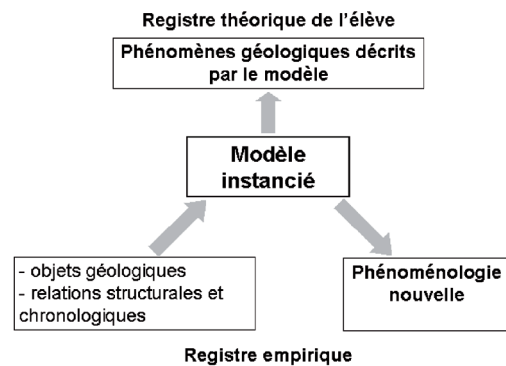 Registre théorique de l'élève
Phénomènes géologiques décrits
par le modèle
Modèle
instancié
- objets géologiques
- relations structurales et
chronologiques
Phénoménologie
nouvelle
Registre empirique